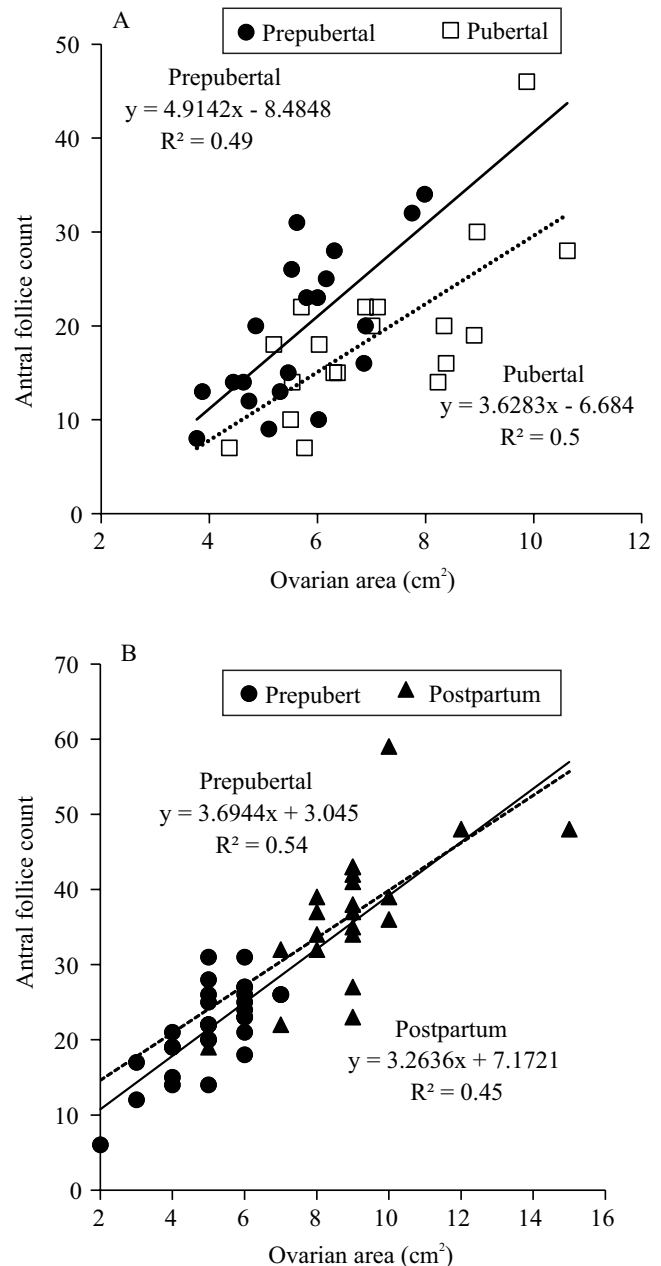 A
Prepubertal Pubertal
50
40
30
20
10
0
Antral follice count
Prepubertal
y = 4.9142x - 8.4848
R² = 0.49
Pubertal
y = 3.6283x - 6.684
R² = 0.5
2 4 6 8 10 12
Ovarian area (cm²)
B
Prepubert Postpartum
70
60
50
40
30
20
10
0
Antral follice count
Prepubertal
y = 3.6944x + 3.045
R² = 0.54
Postpartum
y = 3.2636x + 7.1721
R² = 0.45
2 4 6 8 10 12 14 16
Ovarian area (cm²)